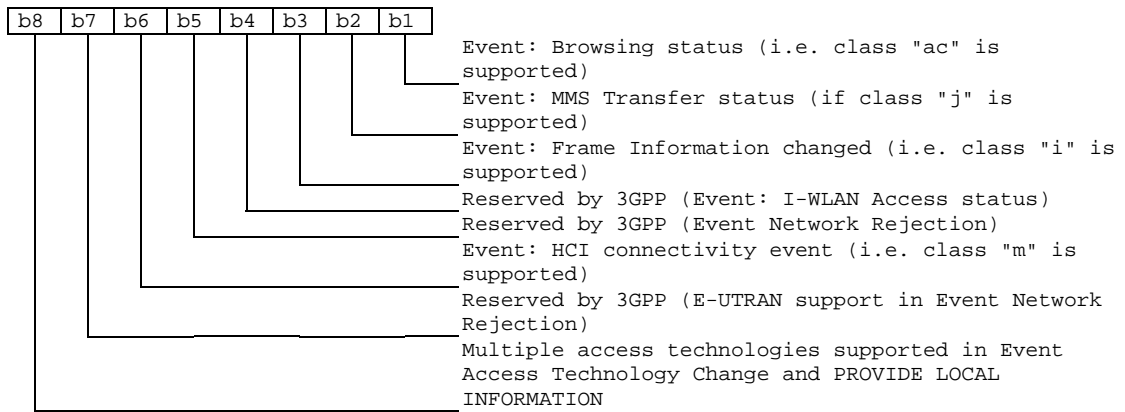 b8 b7 b6 b5 b4 b3 b2 b1
Event: Browsing status (i.e. class "ac" is
supported)
Event: MMS Transfer status (if class "j" is
supported)
Event: Frame Information changed (i.e. class "i" is
supported)
Reserved by 3GPP (Event: I-WLAN Access status)
Reserved by 3GPP (Event Network Rejection)
Event: HCI connectivity event (i.e. class "m" is
supported)
Reserved by 3GPP (E-UTRAN support in Event Network
Rejection)
Multiple access technologies supported in Event
Access Technology Change and PROVIDE LOCAL
INFORMATION